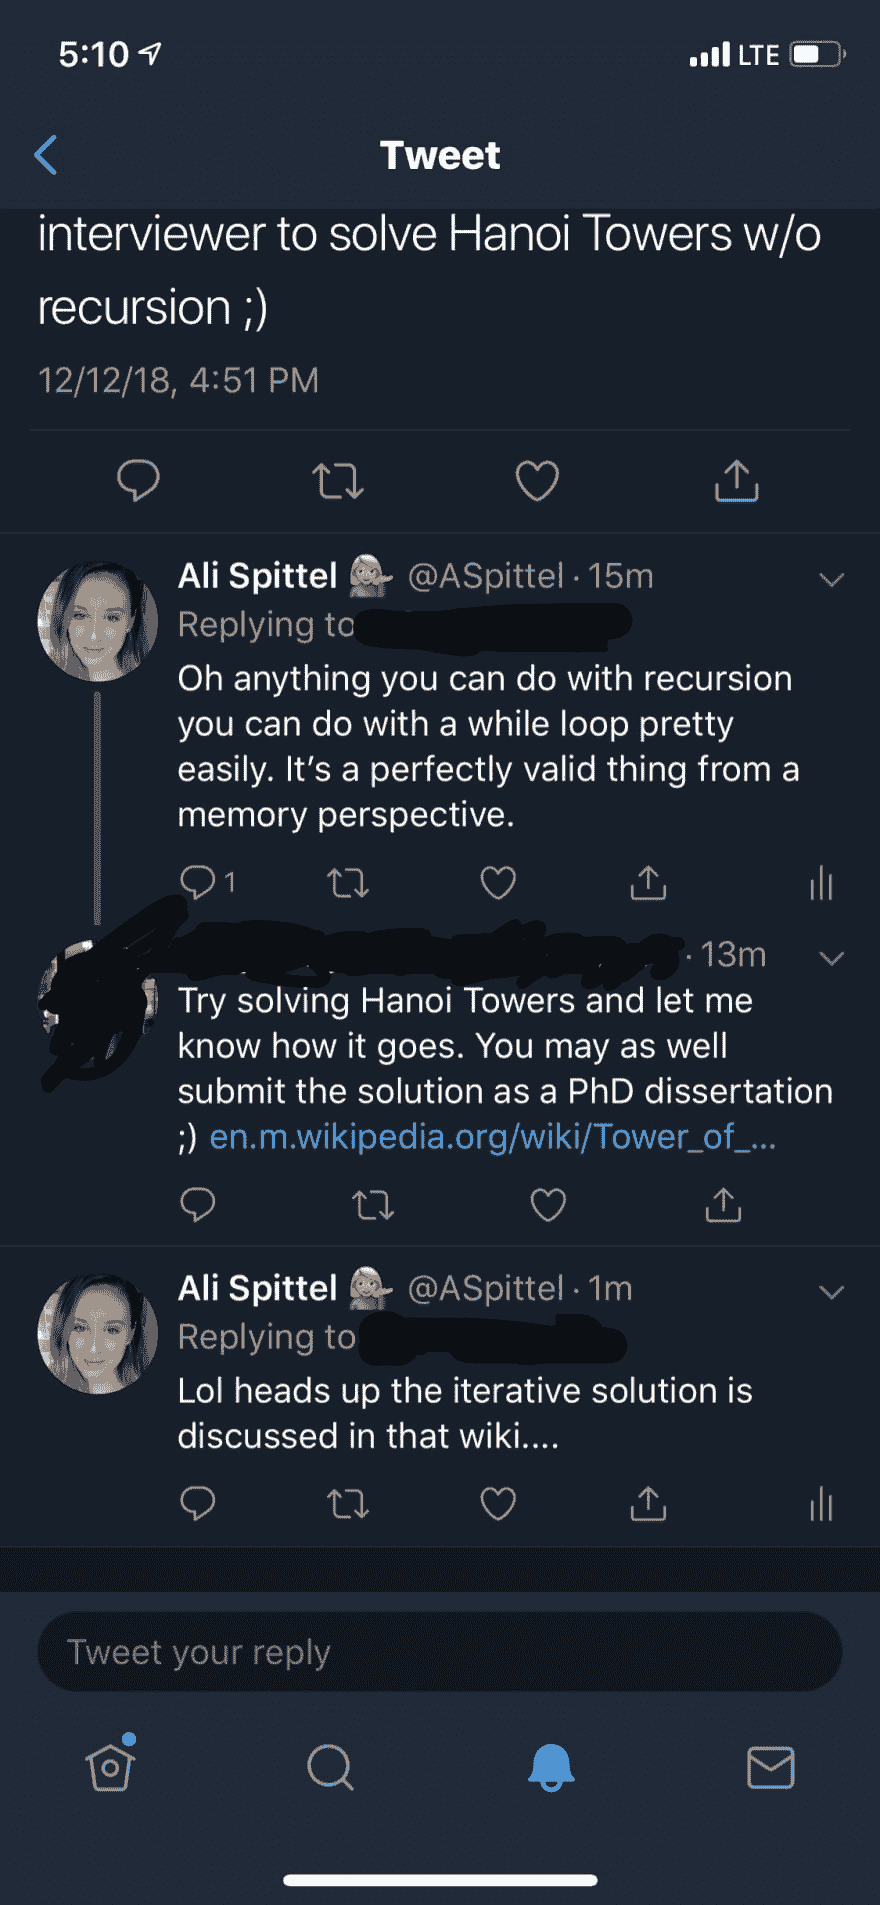 5:10 LTE
Tweet
interviewer to solve Hanoi Towers w/o
recursion ;)
12/12/18, 4:51 PM
Ali Spittel @ASpittel · 15m
Replying to
Oh anything you can do with recursion
you can do with a while loop pretty
easily. It's a perfectly valid thing from a
memory perspective.
1
· 13m
Try solving Hanoi Towers and let me
know how it goes. You may as well
submit the solution as a PhD dissertation
;) en.m.wikipedia.org/wiki/Tower_of_...
Ali Spittel @ASpittel · 1m
Replying to
Lol heads up the iterative solution is
discussed in that wiki....
Tweet your reply